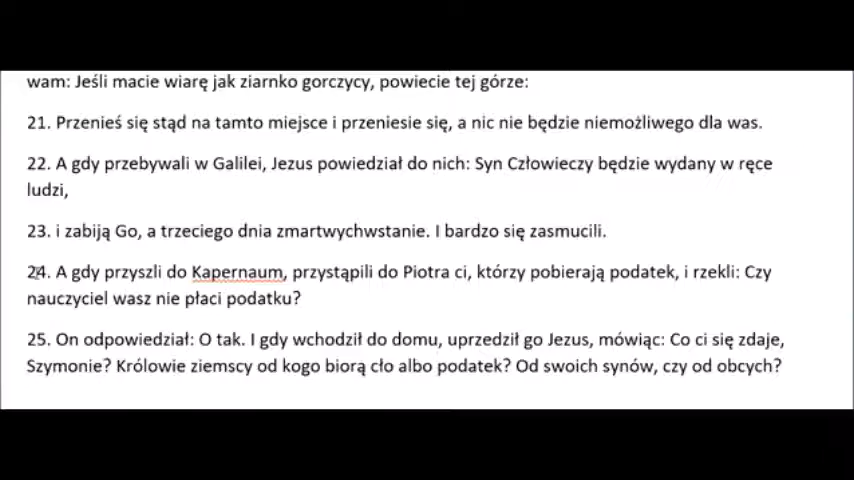 wam: Jeśli macie wiarę jak ziarnko gorczycy, powiecie tej górze:
21. Przenieś się stąd na tamto miejsce i przeniesie się, a nic nie będzie niemożliwego dla was.
22. A gdy przebywali w Galilei, Jezus powiedział do nich: Syn Człowieczy będzie wydany w ręce
ludzi,
23. i zabiją Go, a trzeciego dnia zmartwychwstanie. I bardzo się zasmucili.
24. A gdy przyszli do Kapernaum, przystąpili do Piotra ci, którzy pobierają podatek, i rzekli: Czy
nauczyciel wasz nie płaci podatku?
25. On odpowiedział: O tak. I gdy wchodził do domu, uprzedził go Jezus, mówiąc: Co ci się zdaje,
Szymonie? Królowie ziemscy od kogo biorą cło albo podatek? Od swoich synów, czy od obcych?